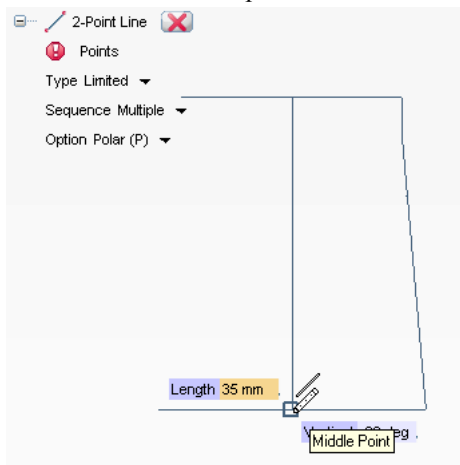 2-Point Line
Points
Type Limited
Sequence Multiple
Option Polar (P)
Length 35 mm
Middle Point